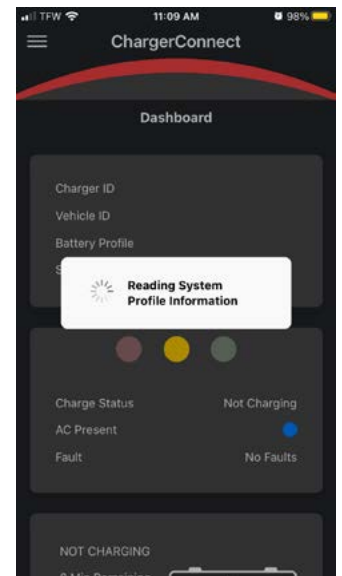 TFW 11:09 AM 98%
ChargerConnect
Dashboard
Charger ID
Vehicle ID
Battery Profile
Reading System
Profile Information
Charge Status Not Charging
AC Present
Fault No Faults
NOT CHARGING